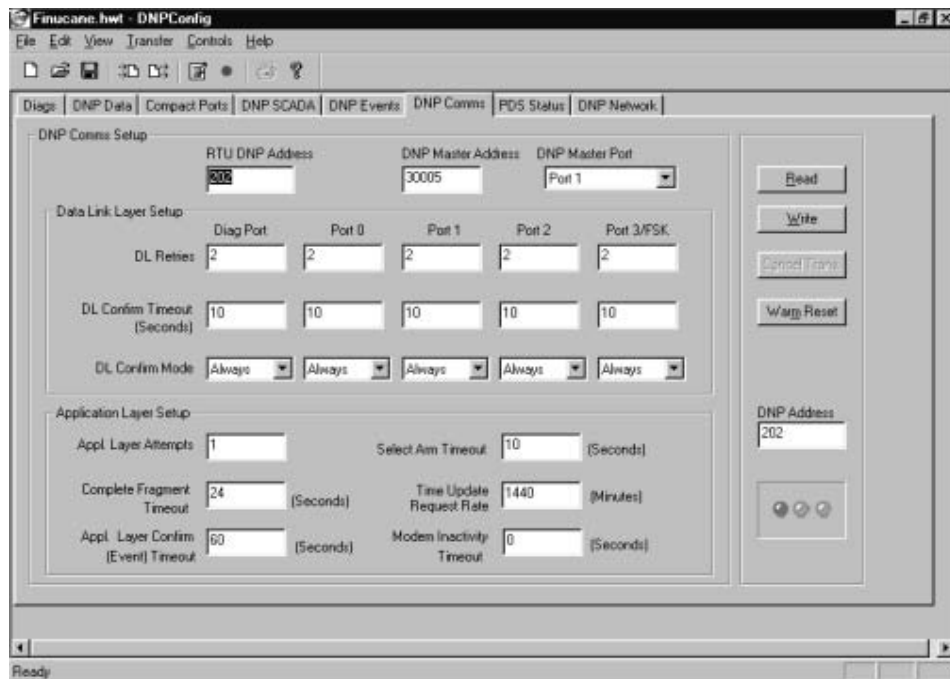 Finucane.hwt - DNPConfig
File Edit View Transfer Controls Help
Diags DNP Data Compact Ports DNP SCADA DNP Events DNP Comms PDS Status DNP Network
DNP Comms Setup
RTU DNP Address DNP Master Address DNP Master Port
202 30005 Port 1
Read
Data Link Layer Setup
Write
Diag Port Port 0 Port 1 Port 2 Port 3/FSK
DL Retries 2 2 2 2 2
Cancel Trans
DL Confirm Timeout (Seconds) 10 10 10 10 10
Warm Reset
DL Confirm Mode Always Always Always Always Always
Application Layer Setup
DNP Address
202
Appl. Layer Attempts 1 Select Arm Timeout 10 (Seconds)
Complete Fragment Timeout 24 (Seconds) Time Update Request Rate 1440 (Minutes)
Appl. Layer Confirm (Event) Timeout 60 (Seconds) Modem Inactivity Timeout 0 (Seconds)
Ready